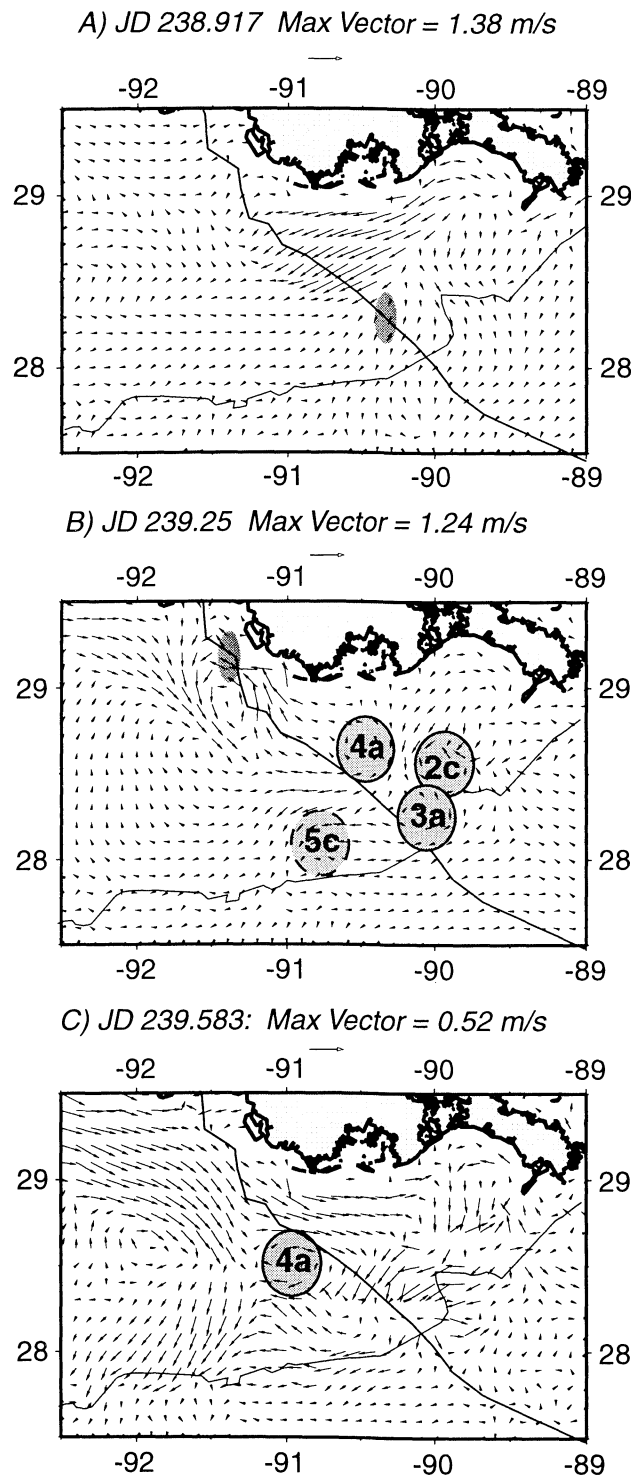 A) JD 238.917 Max Vector = 1.38 m/s
-92 -91 -90 -89
29 29
28 28
-92 -91 -90 -89
B) JD 239.25 Max Vector = 1.24 m/s
-92 -91 -90 -89
29 29
4a
2c
3a
5c
28 28
-92 -91 -90 -89
C) JD 239.583: Max Vector = 0.52 m/s
-92 -91 -90 -89
29 29
4a
28 28
-92 -91 -90 -89